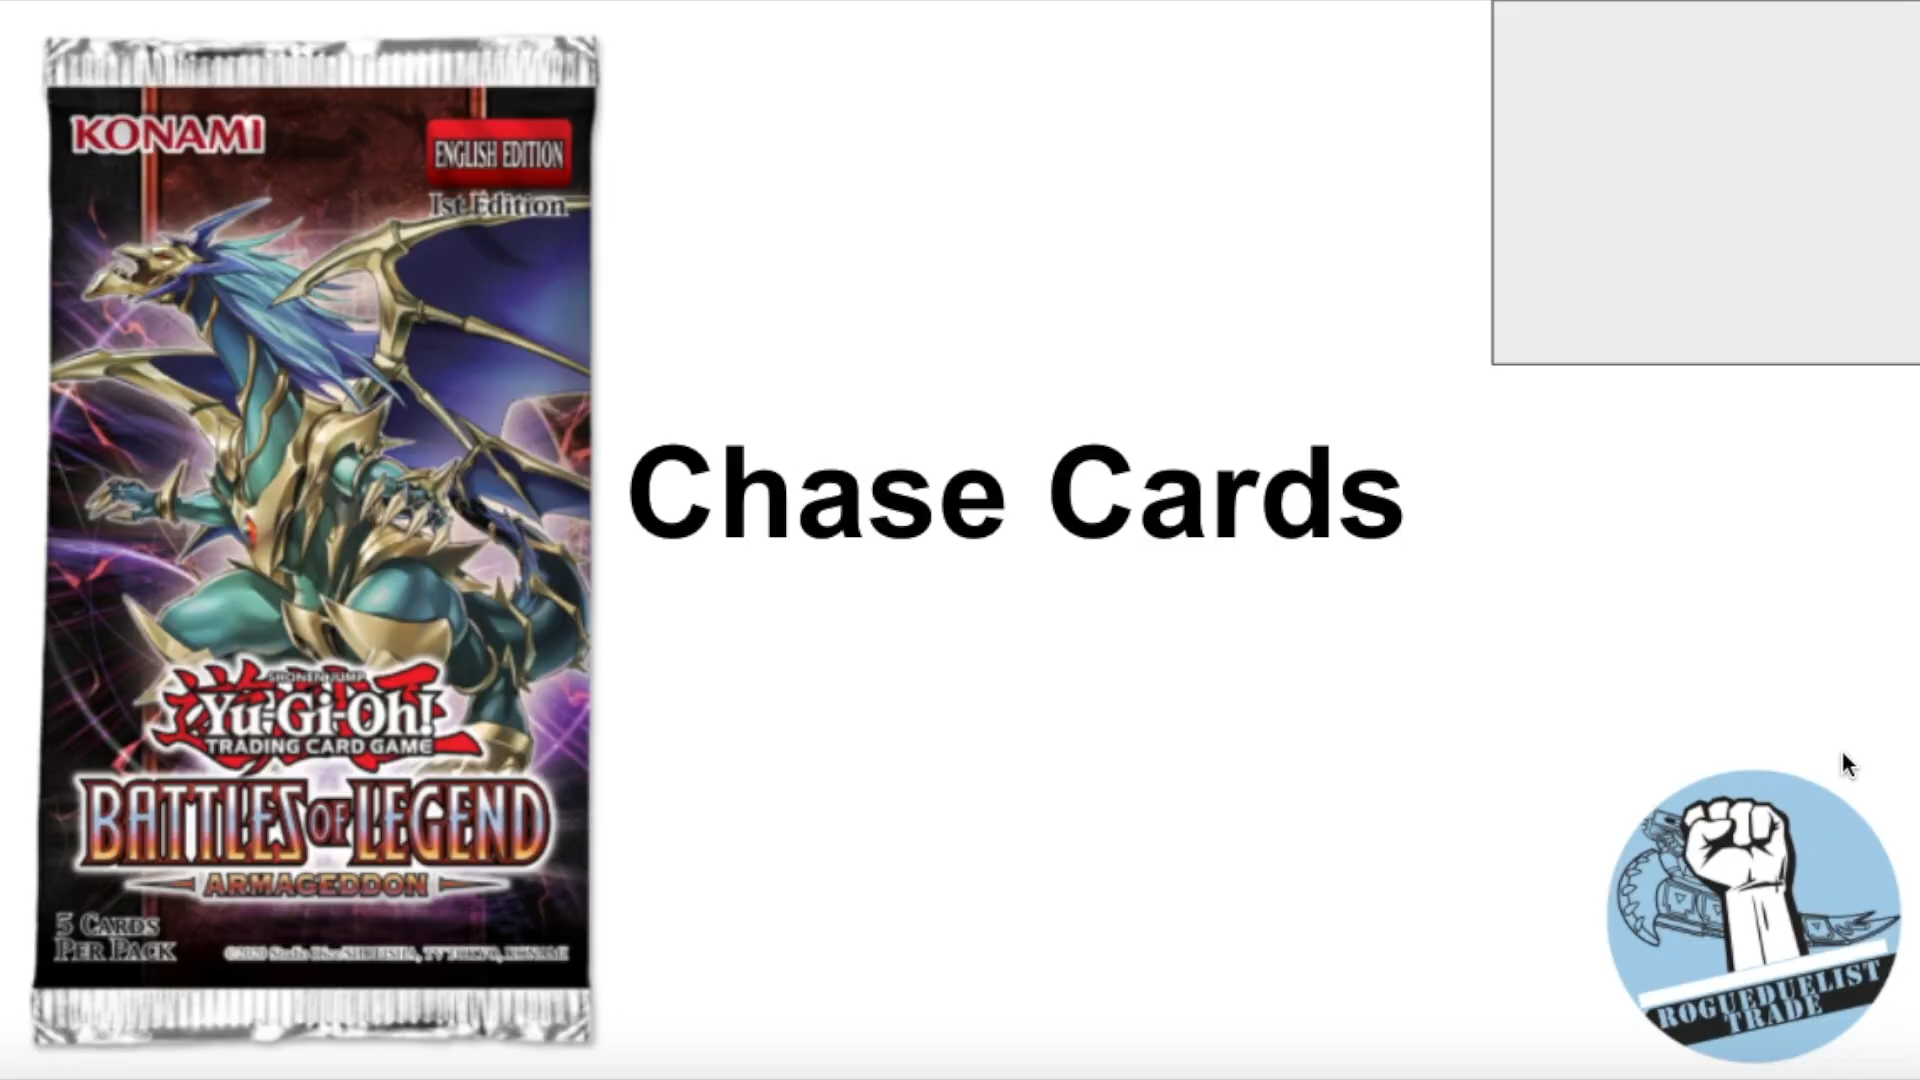 KONAMI
ENGLISH EDITION
1st Edition
Chase Cards
SHONEN JUMP
Yu-Gi-Oh!
TRADING CARD GAME
BATTLES OF LEGEND
ARMAGEDDON
5 CARDS
PER PACK
KONAMI
ROGUEDUELIST
TRADE